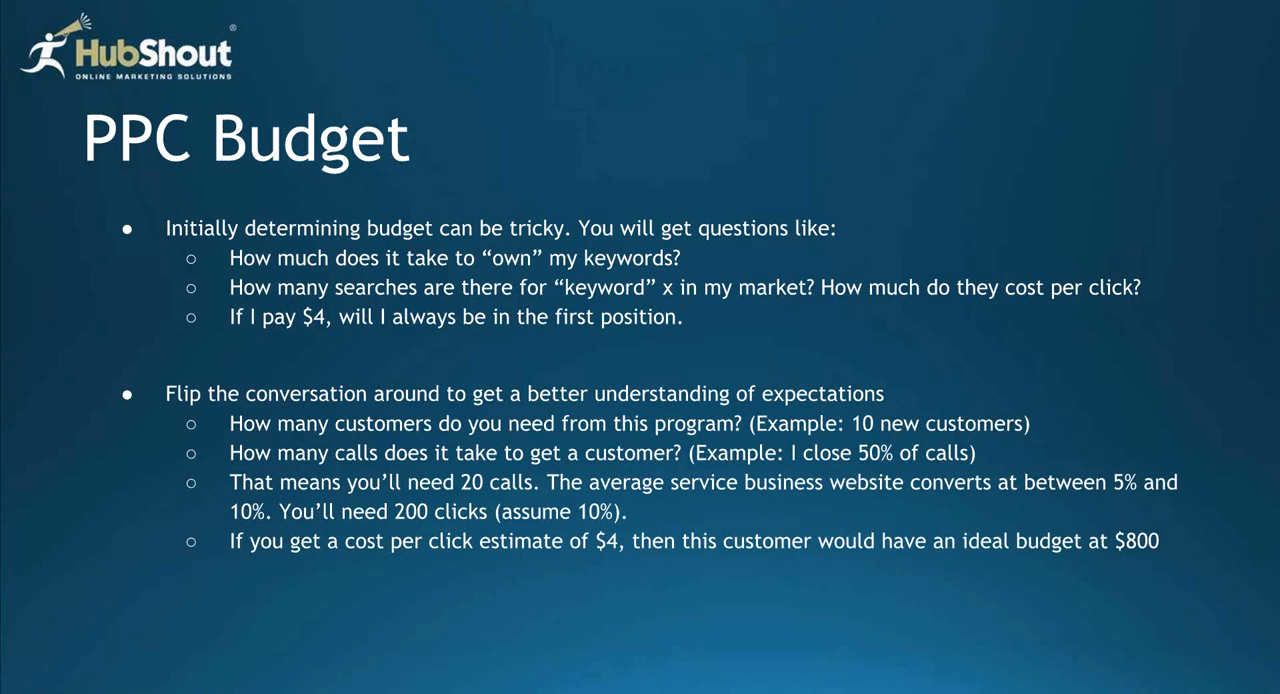 HubShout®
ONLINE MARKETING SOLUTIONS
PPC Budget
● Initially determining budget can be tricky. You will get questions like:
○ How much does it take to “own” my keywords?
○ How many searches are there for “keyword” x in my market? How much do they cost per click?
○ If I pay $4, will I always be in the first position.
● Flip the conversation around to get a better understanding of expectations
○ How many customers do you need from this program? (Example: 10 new customers)
○ How many calls does it take to get a customer? (Example: I close 50% of calls)
○ That means you’ll need 20 calls. The average service business website converts at between 5% and
10%. You’ll need 200 clicks (assume 10%).
○ If you get a cost per click estimate of $4, then this customer would have an ideal budget at $800